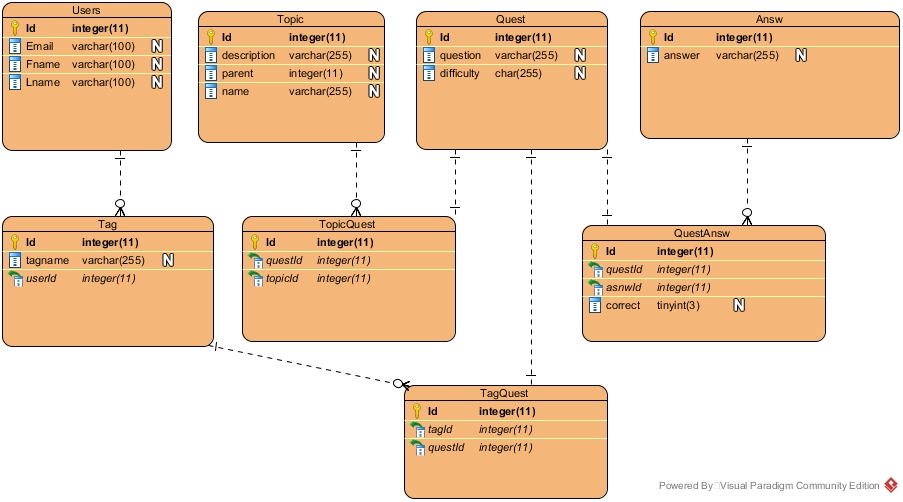 Users
Id integer(11)
Email varchar(100) N
Fname varchar(100) N
Lname varchar(100) N
Topic
Id integer(11)
description varchar(255) N
parent integer(11) N
name varchar(255) N
Quest
Id integer(11)
question varchar(255) N
difficulty char(255) N
Answ
Id integer(11)
answer varchar(255) N
Tag
Id integer(11)
tagname varchar(255) N
userId integer(11)
TopicQuest
Id integer(11)
questId integer(11)
topicId integer(11)
QuestAnsw
Id integer(11)
questId integer(11)
asnwId integer(11)
correct tinyint(3) N
TagQuest
Id integer(11)
tagId integer(11)
questId integer(11)
Powered By Visual Paradigm Community Edition